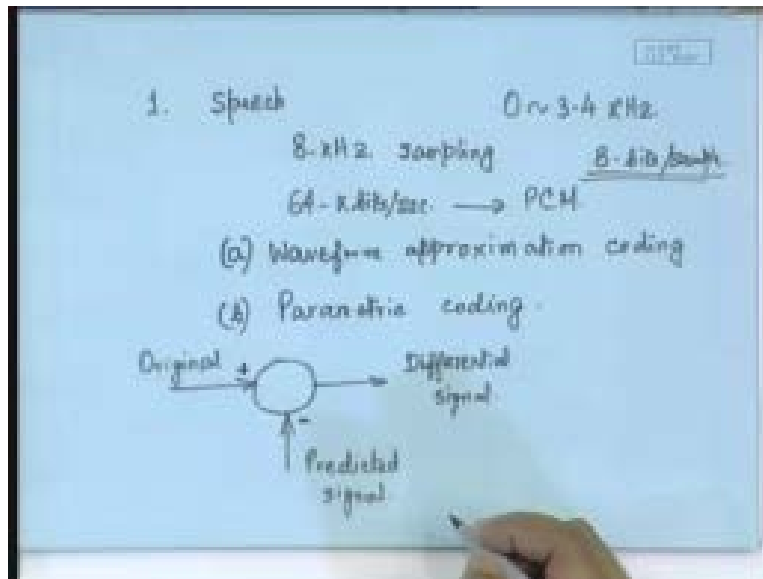 1. Speech 0 ~ 3.4 KHz
8-KHz. Sampling 8-bits/sample
64-Kbits/sec. → PCM
(a) Waveform approximation coding
(b) Parametric coding.
Original + Differential
signal
-
Predicted
signal